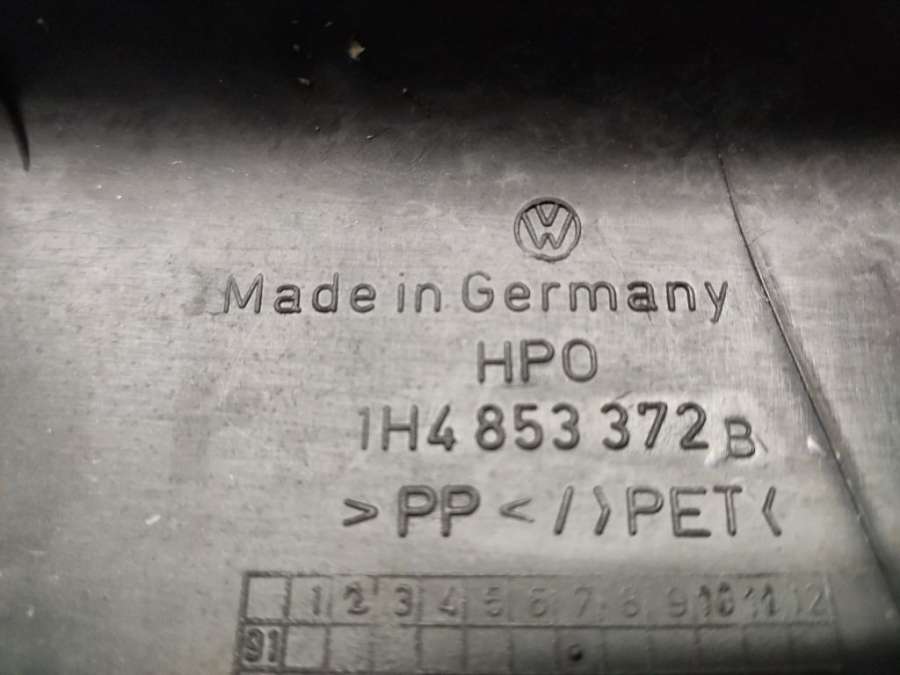 Made in Germany
HPO
1H4 853 372 B
>PP< / >PET<
1 2 3 4 5 6 7 8 9 10 11 12
91